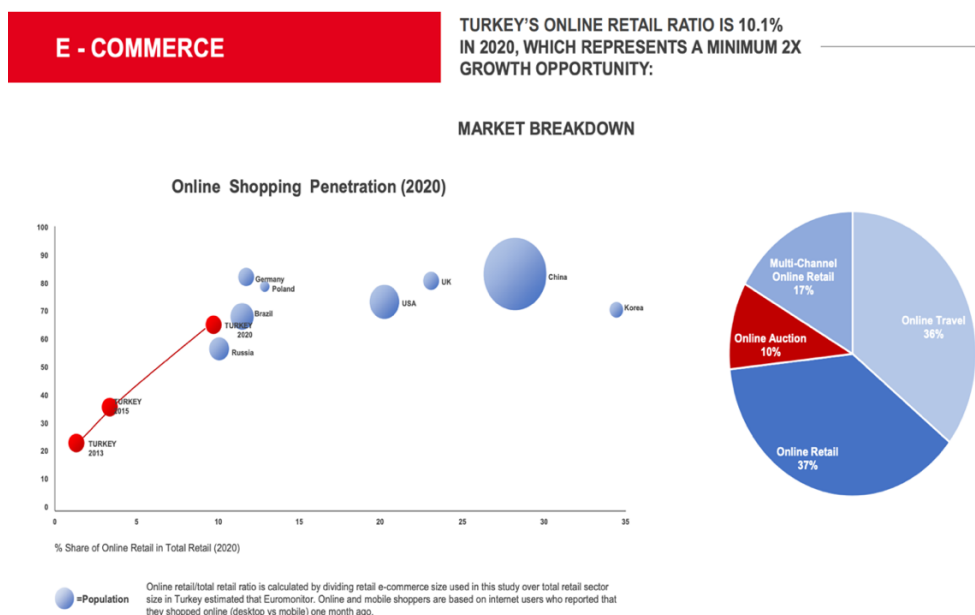 E - COMMERCE
TURKEY'S ONLINE RETAIL RATIO IS 10.1%
IN 2020, WHICH REPRESENTS A MINIMUM 2X
GROWTH OPPORTUNITY:
MARKET BREAKDOWN
Online Shopping Penetration (2020)
100
90
80
70
60
50
40
30
20
10
0
0
5
10
15
20
25
30
35
Germany
Poland
Brazil
TURKEY
2020
Russia
TURKEY
2015
TURKEY
2013
USA
UK
China
Korea
% Share of Online Retail in Total Retail (2020)
=Population
Online retail/total retail ratio is calculated by dividing retail e-commerce size used in this study over total retail sector
size in Turkey estimated that Euromonitor. Online and mobile shoppers are based on internet users who reported that
they shopped online (desktop vs mobile) one month ago.
Multi-Channel
Online Retail
17%
Online Travel
36%
Online Auction
10%
Online Retail
37%